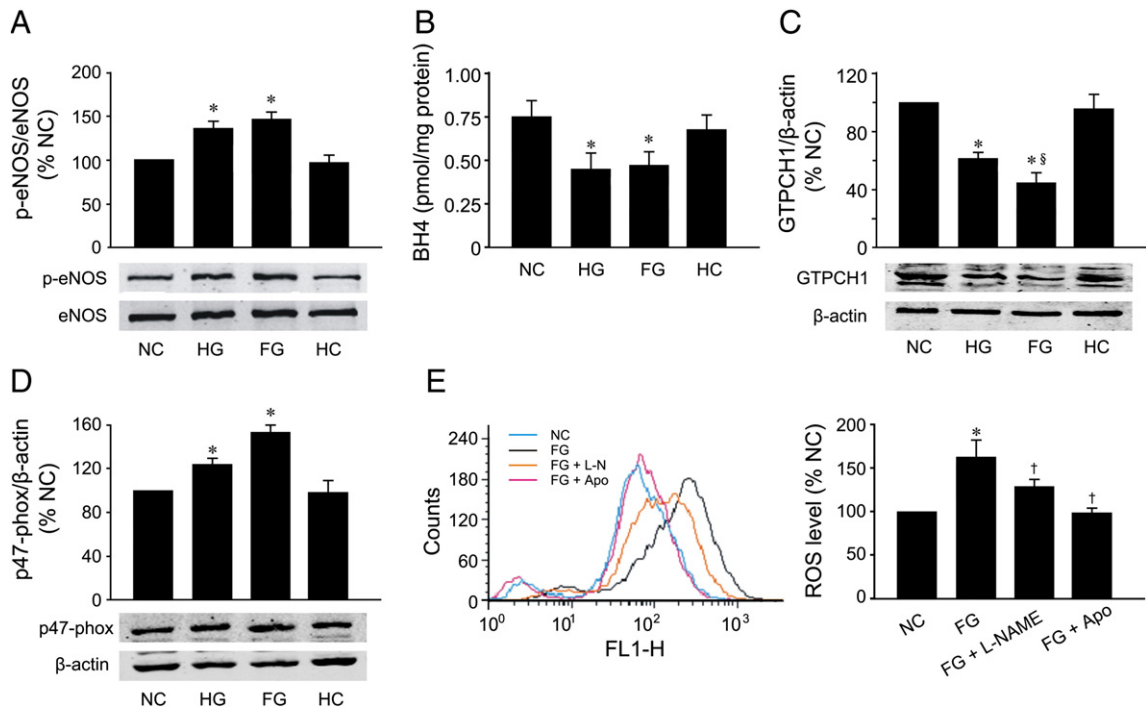 A
p-eNOS/eNOS
(% NC)
200
150
100
50
0
*
*
p-eNOS
eNOS
NC HG FG HC
B
BH4 (pmol/mg protein)
1.00
0.75
0.50
0.25
0
*
*
NC HG FG HC
C
GTPCH1/β-actin
(% NC)
120
80
40
0
*
* §
GTPCH1
β-actin
NC HG FG HC
D
p47-phox/β-actin
(% NC)
160
120
80
40
0
*
*
p47-phox
β-actin
NC HG FG HC
E
Counts
240
180
120
60
0
NC
FG
FG + L-N
FG + Apo
10⁰ 10¹ 10² 10³
FL1-H
ROS level (% NC)
200
150
100
50
0
*
†
†
NC
FG
FG + L-NAME
FG + Apo